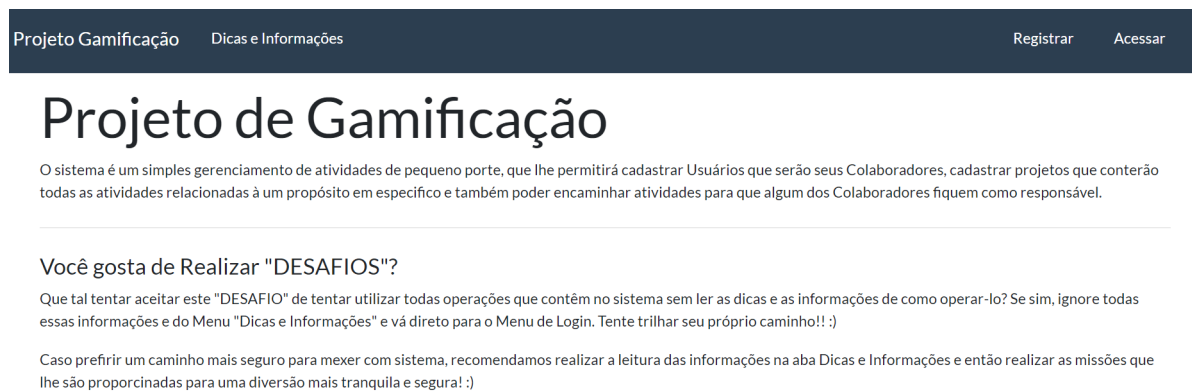 Projeto Gamificação Dicas e Informações Registrar Acessar
Projeto de Gamificação
O sistema é um simples gerenciamento de atividades de pequeno porte, que lhe permitirá cadastrar Usuários que serão seus Colaboradores, cadastrar projetos que conterão
todas as atividades relacionadas à um propósito em especifico e também poder encaminhar atividades para que algum dos Colaboradores fiquem como responsável.
Você gosta de Realizar "DESAFIOS"?
Que tal tentar aceitar este "DESAFIO" de tentar utilizar todas operações que contêm no sistema sem ler as dicas e as informações de como operar-lo? Se sim, ignore todas
essas informações e do Menu "Dicas e Informações" e vá direto para o Menu de Login. Tente trilhar seu próprio caminho!! :)
Caso prefirir um caminho mais seguro para mexer com sistema, recomendamos realizar a leitura das informações na aba Dicas e Informações e então realizar as missões que
lhe são proporcinadas para uma diversão mais tranquila e segura! :)